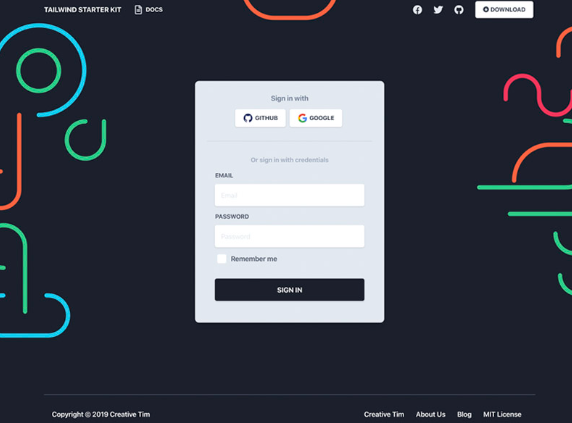 TAILWIND STARTER KIT DOCS DOWNLOAD
Sign in with
GITHUB GOOGLE
Or sign in with credentials
EMAIL
Email
PASSWORD
Password
Remember me
SIGN IN
Copyright © 2019 Creative Tim Creative Tim About Us Blog MIT License